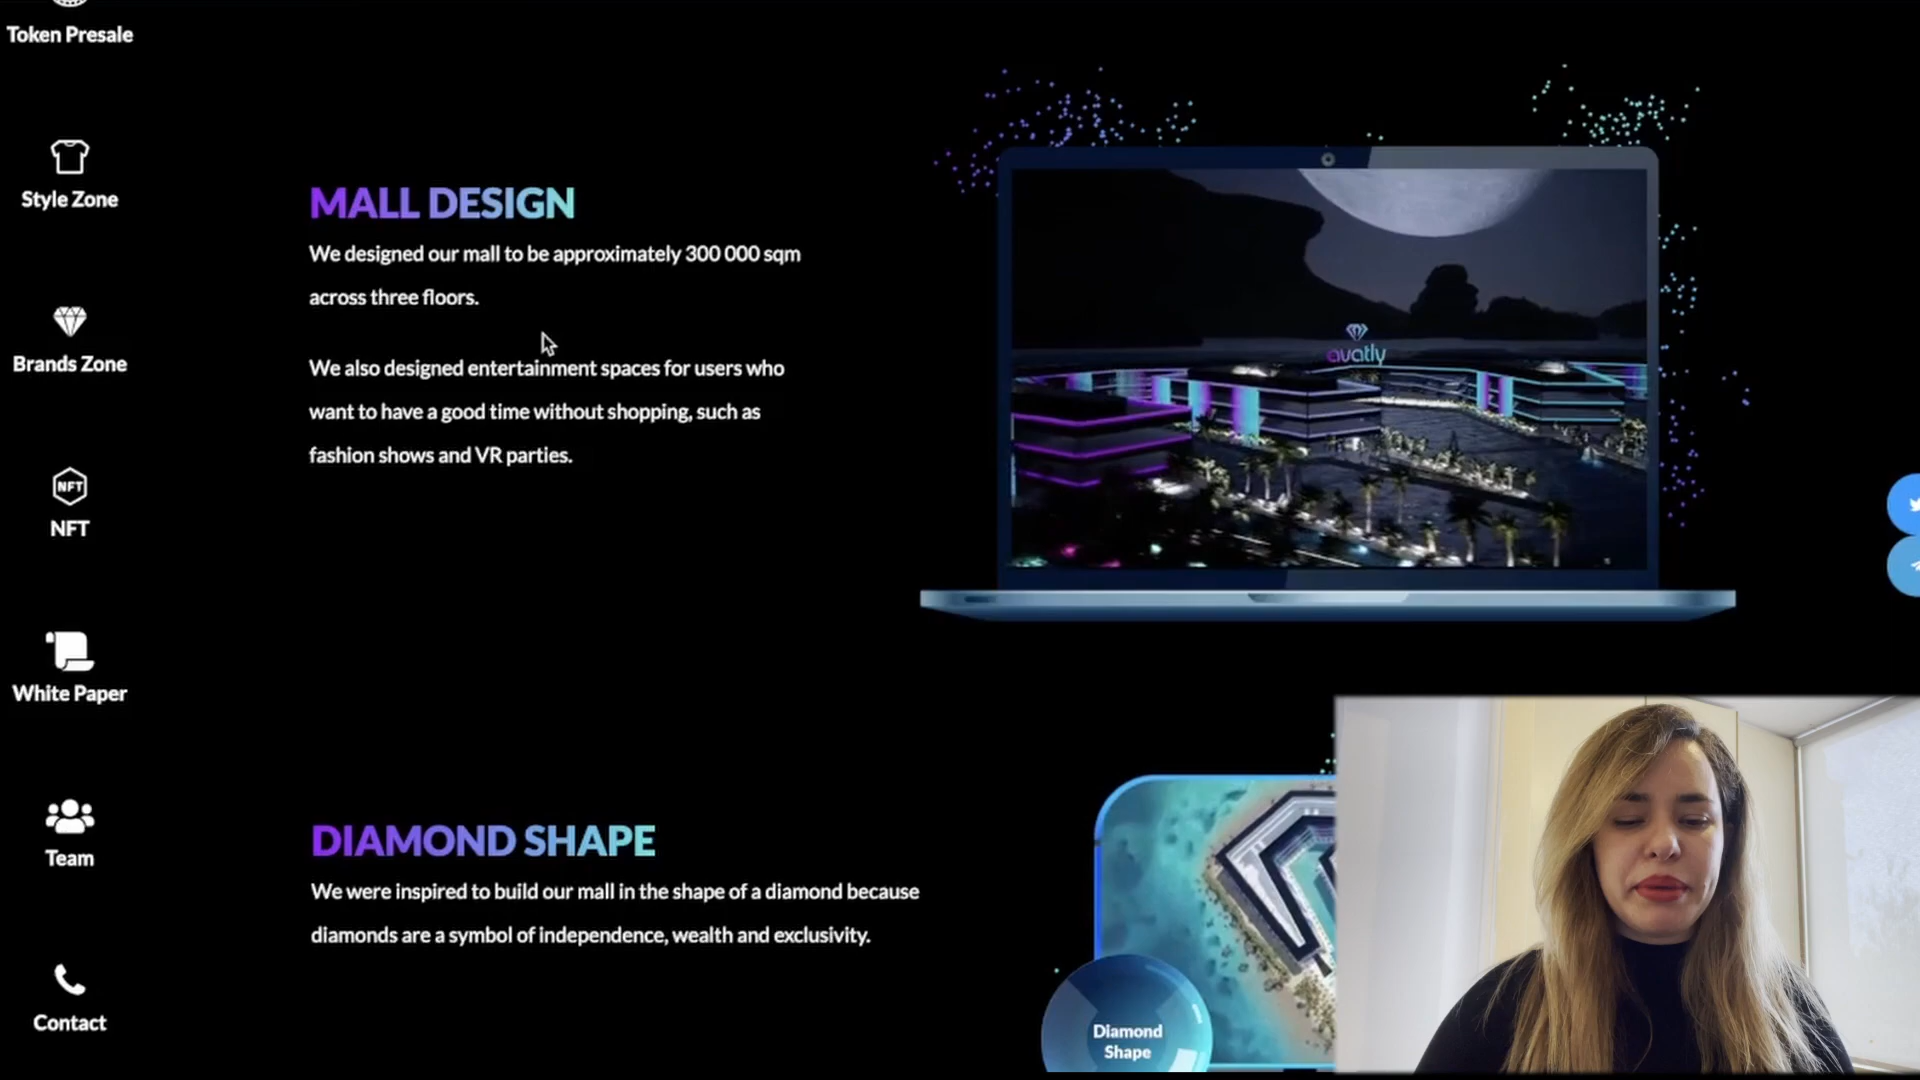 Token Presale
Style Zone
Brands Zone
NFT
NFT
White Paper
Team
Contact
MALL DESIGN
We designed our mall to be approximately 300 000 sqm
across three floors.
We also designed entertainment spaces for users who
want to have a good time without shopping, such as
fashion shows and VR parties.
avatly
DIAMOND SHAPE
We were inspired to build our mall in the shape of a diamond because
diamonds are a symbol of independence, wealth and exclusivity.
Diamond
Shape